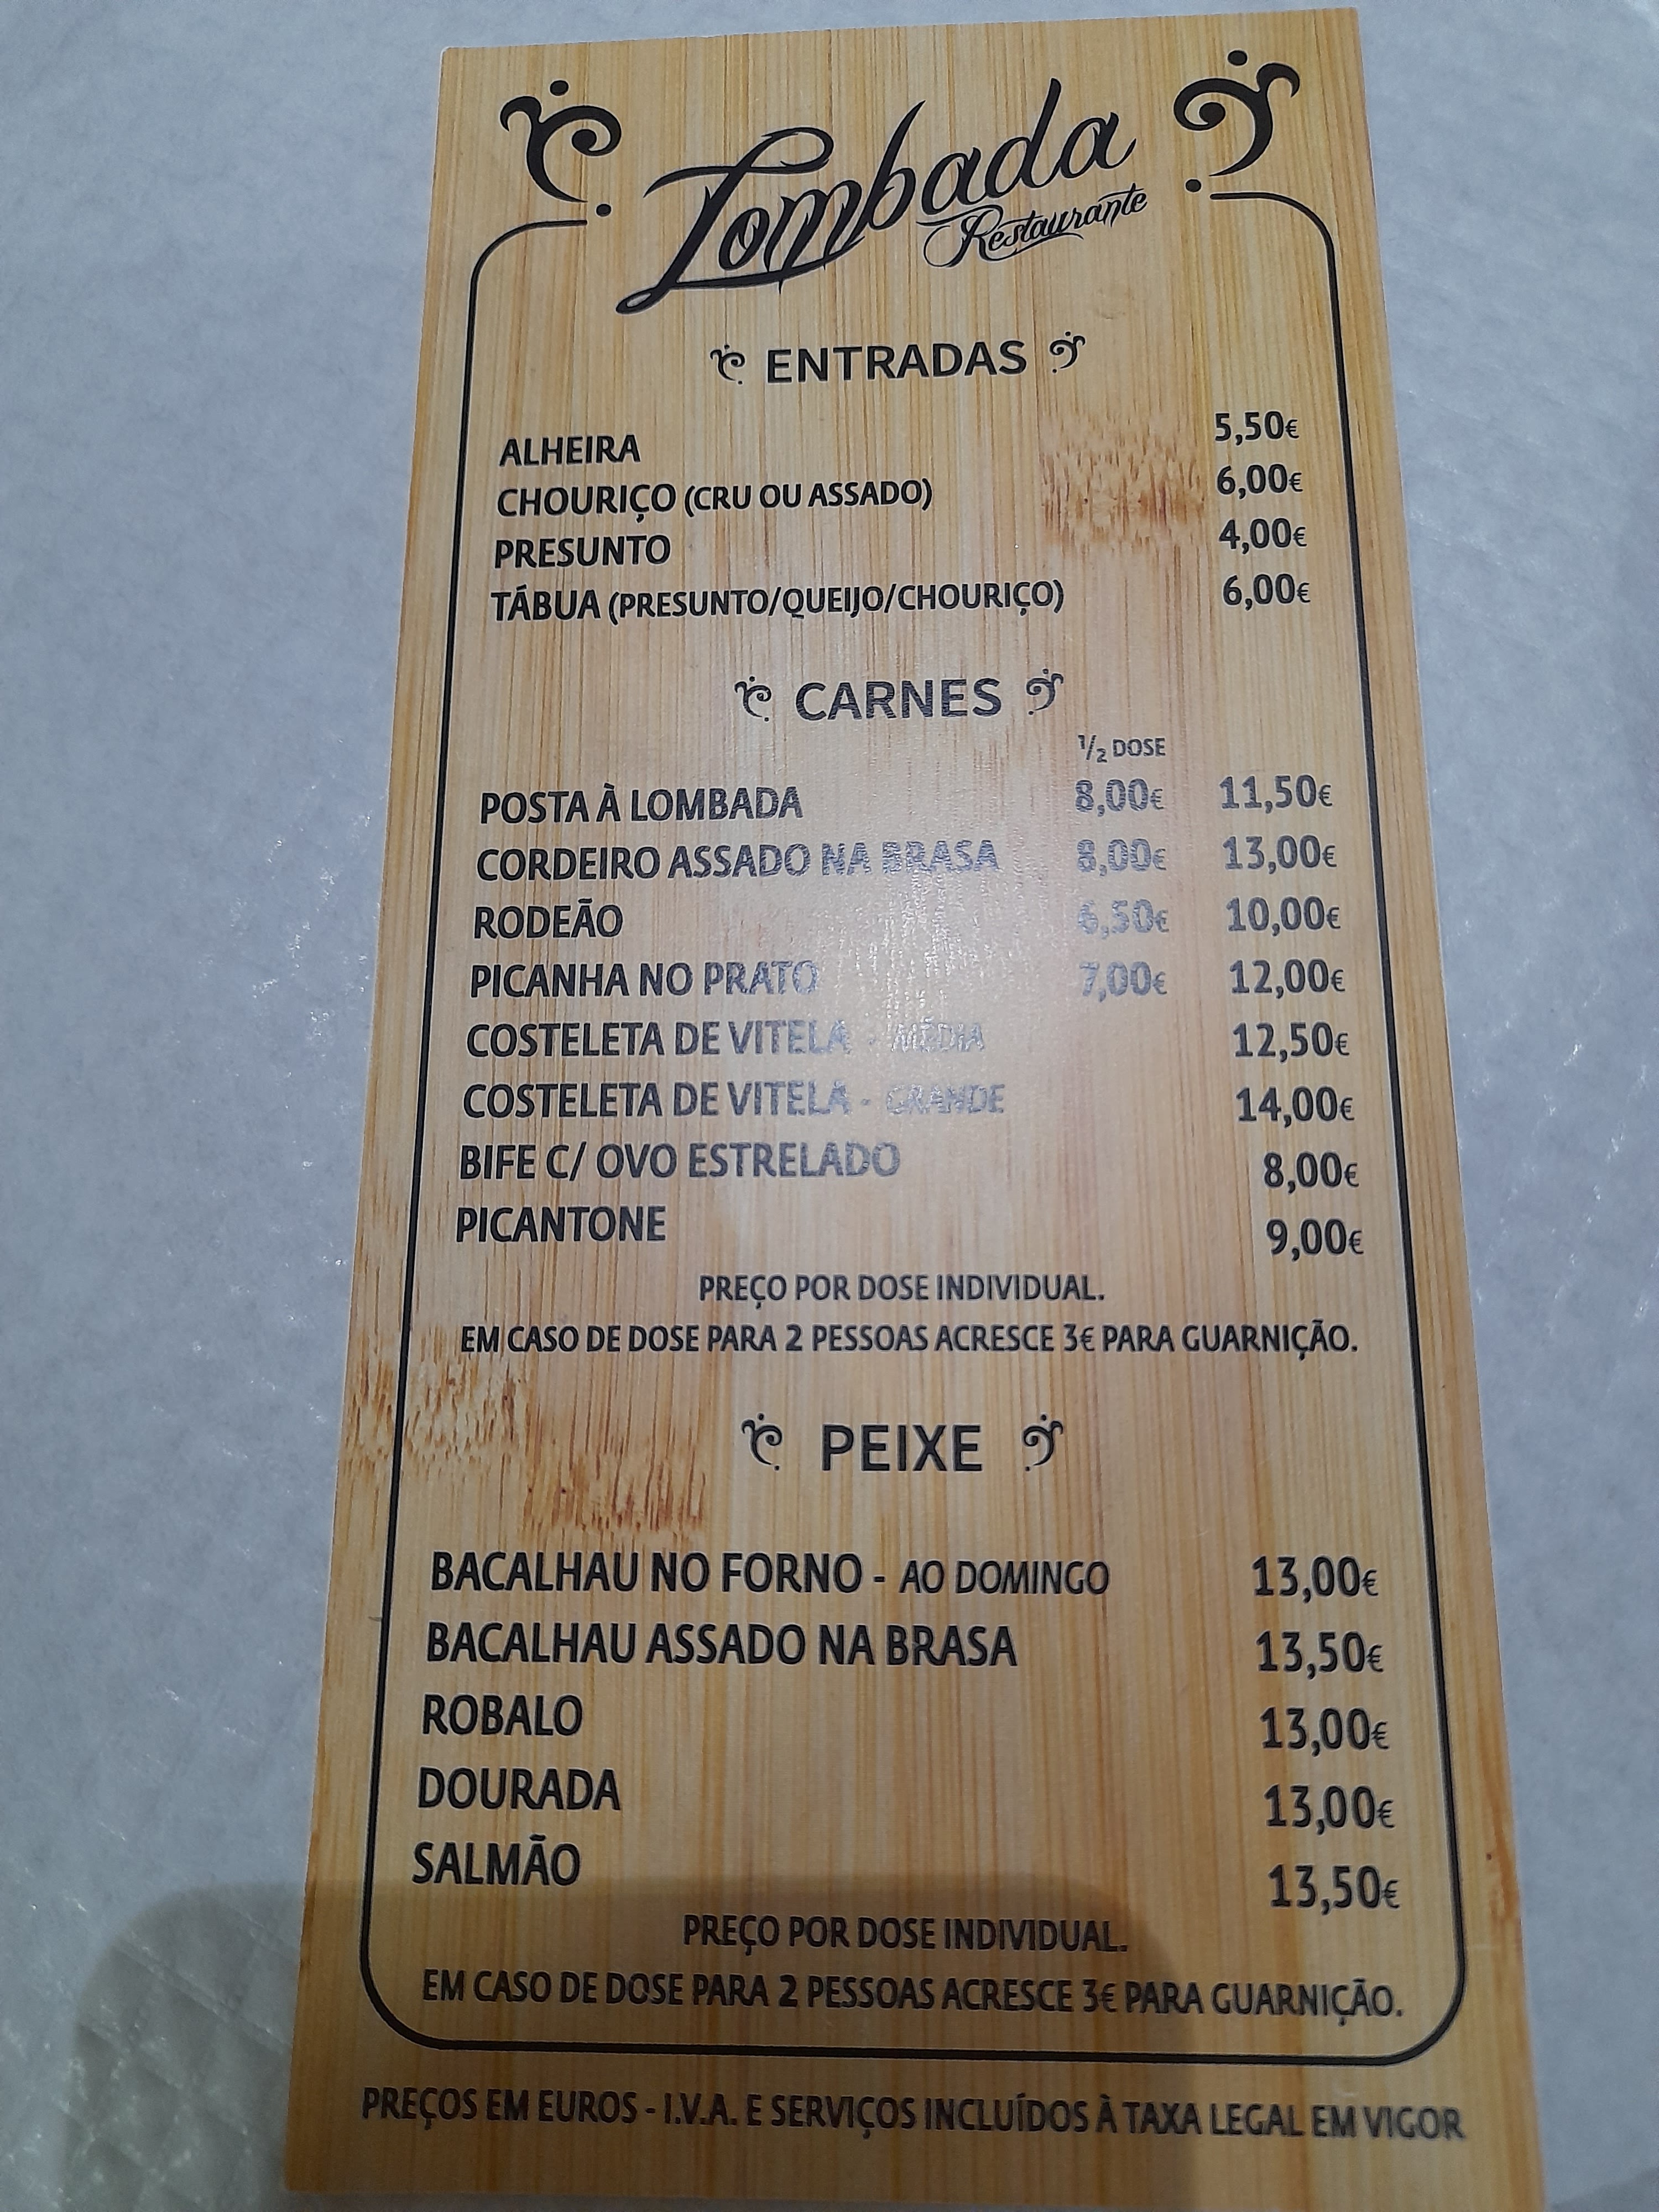 Lombada
Restaurante
ENTRADAS
ALHEIRA 5,50€
CHOURIÇO (CRU OU ASSADO) 6,00€
PRESUNTO 4,00€
TÁBUA (PRESUNTO/QUEIJO/CHOURIÇO) 6,00€
CARNES
1/2 DOSE
POSTA À LOMBADA 8,00€ 11,50€
CORDEIRO ASSADO NA BRASA 8,00€ 13,00€
RODEÃO 6,50€ 10,00€
PICANHA NO PRATO 7,00€ 12,00€
COSTELETA DE VITELA - MÉDIA 12,50€
COSTELETA DE VITELA - GRANDE 14,00€
BIFE C/ OVO ESTRELADO 8,00€
PICANTONE 9,00€
PREÇO POR DOSE INDIVIDUAL.
EM CASO DE DOSE PARA 2 PESSOAS ACRESCE 3€ PARA GUARNIÇÃO.
PEIXE
BACALHAU NO FORNO - AO DOMINGO 13,00€
BACALHAU ASSADO NA BRASA 13,50€
ROBALO 13,00€
DOURADA 13,00€
SALMÃO 13,50€
PREÇO POR DOSE INDIVIDUAL.
EM CASO DE DOSE PARA 2 PESSOAS ACRESCE 3€ PARA GUARNIÇÃO.
PREÇOS EM EUROS - I.V.A. E SERVIÇOS INCLUÍDOS À TAXA LEGAL EM VIGOR